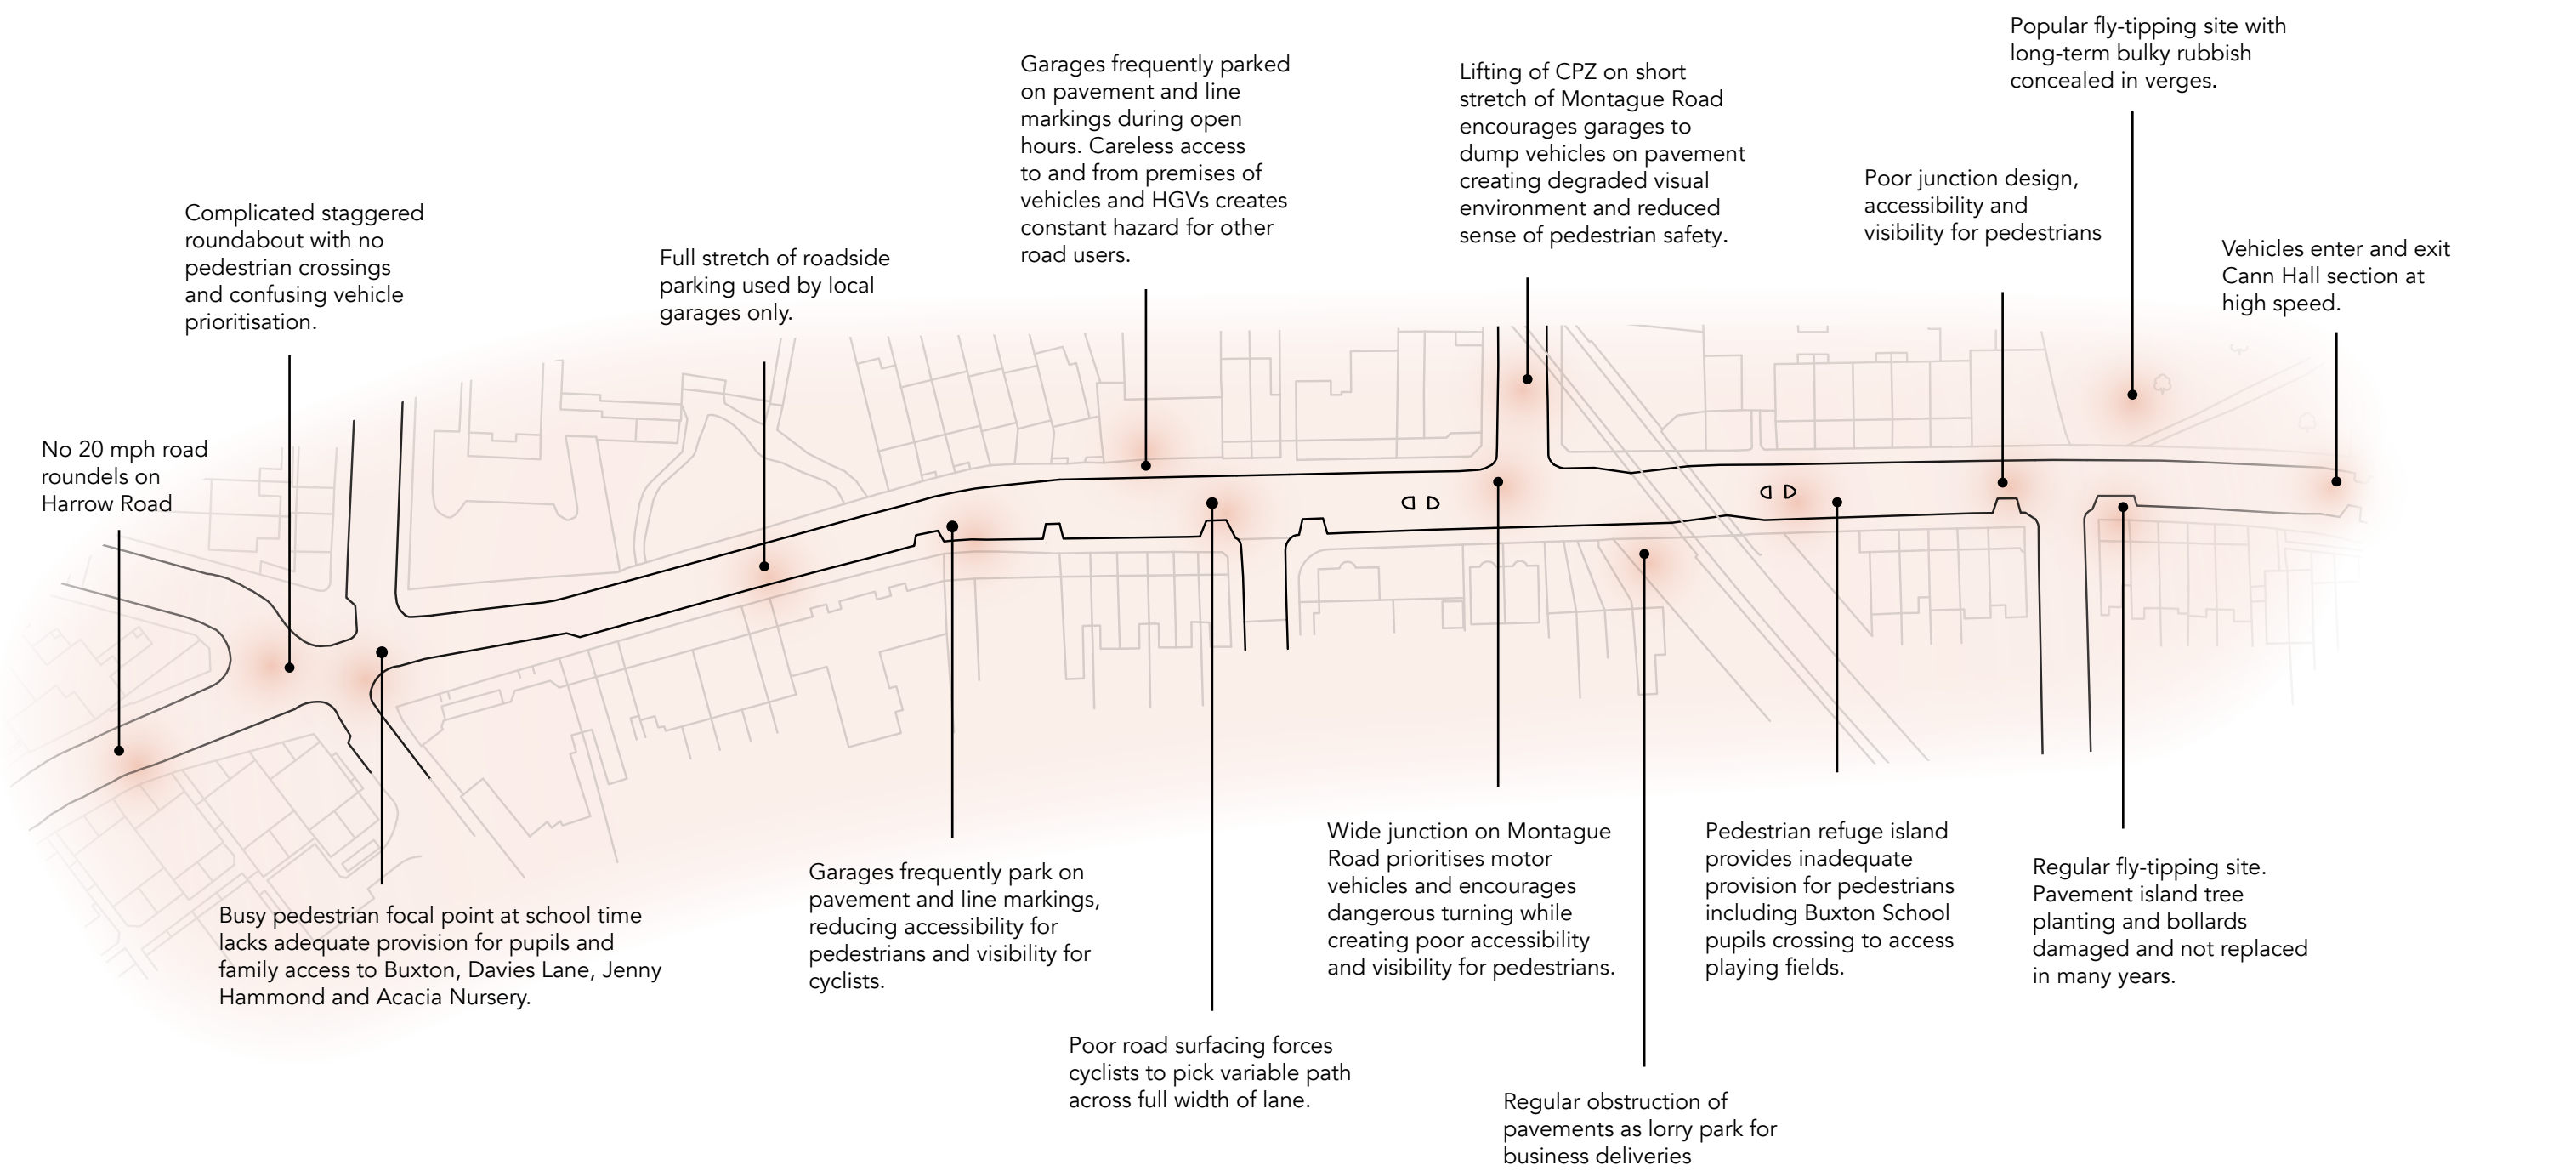 Popular fly-tipping site with
long-term bulky rubbish
concealed in verges.
Garages frequently parked
on pavement and line
markings during open
hours. Careless access
to and from premises of
vehicles and HGVs creates
constant hazard for other
road users.
Lifting of CPZ on short
stretch of Montague Road
encourages garages to
dump vehicles on pavement
creating degraded visual
environment and reduced
sense of pedestrian safety.
Poor junction design,
accessibility and
visibility for pedestrians
Complicated staggered
roundabout with no
pedestrian crossings
and confusing vehicle
prioritisation.
Full stretch of roadside
parking used by local
garages only.
Vehicles enter and exit
Cann Hall section at
high speed.
No 20 mph road
roundels on
Harrow Road
Busy pedestrian focal point at school time
lacks adequate provision for pupils and
family access to Buxton, Davies Lane, Jenny
Hammond and Acacia Nursery.
Garages frequently park on
pavement and line markings,
reducing accessibility for
pedestrians and visibility for
cyclists.
Poor road surfacing forces
cyclists to pick variable path
across full width of lane.
Wide junction on Montague
Road prioritises motor
vehicles and encourages
dangerous turning while
creating poor accessibility
and visibility for pedestrians.
Regular obstruction of
pavements as lorry park for
business deliveries
Pedestrian refuge island
provides inadequate
provision for pedestrians
including Buxton School
pupils crossing to access
playing fields.
Regular fly-tipping site.
Pavement island tree
planting and bollards
damaged and not replaced
in many years.